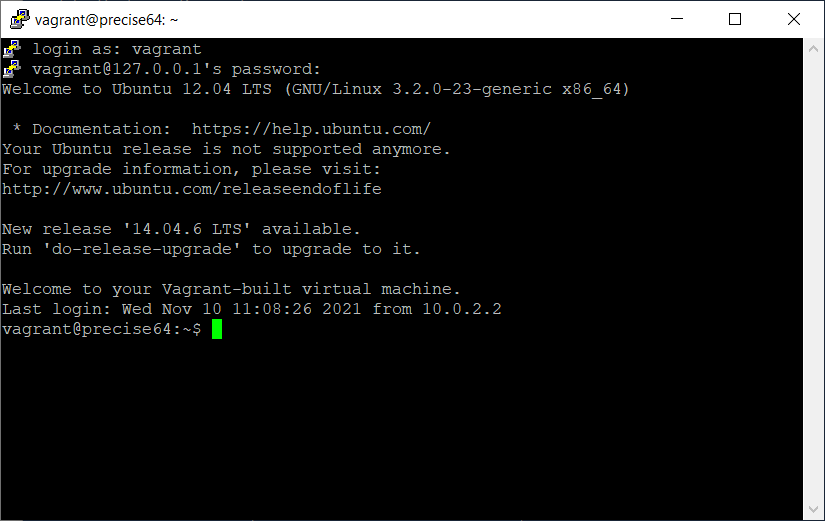 vagrant@precise64: ~
login as: vagrant
vagrant@127.0.0.1's password:
Welcome to Ubuntu 12.04 LTS (GNU/Linux 3.2.0-23-generic x86_64)
* Documentation:  https://help.ubuntu.com/
Your Ubuntu release is not supported anymore.
For upgrade information, please visit:
http://www.ubuntu.com/releaseendoflife
New release '14.04.6 LTS' available.
Run 'do-release-upgrade' to upgrade to it.
Welcome to your Vagrant-built virtual machine.
Last login: Wed Nov 10 11:08:26 2021 from 10.0.2.2
vagrant@precise64:~$